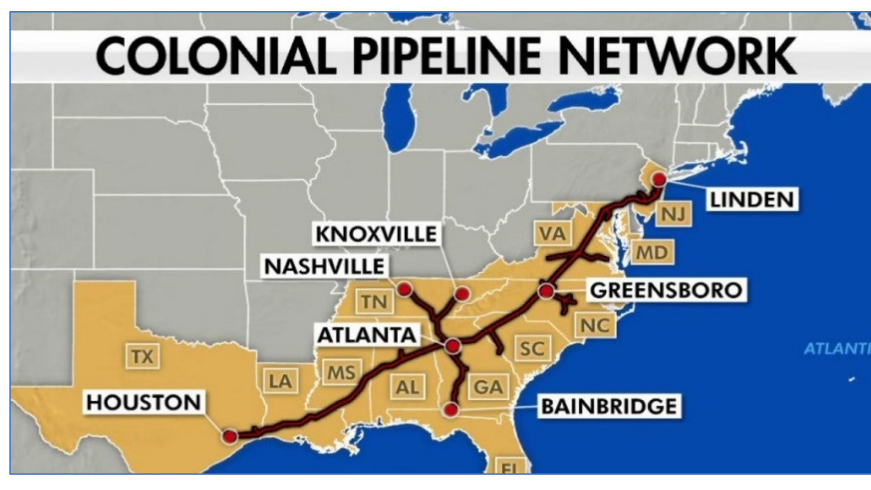 COLONIAL PIPELINE NETWORK
LINDEN
NJ
KNOXVILLE
VA
MD
NASHVILLE
TN
GREENSBORO
ATLANTA
NC
SC
TX
LA
MS
AL
GA
ATLANTI
HOUSTON
BAINBRIDGE
FL